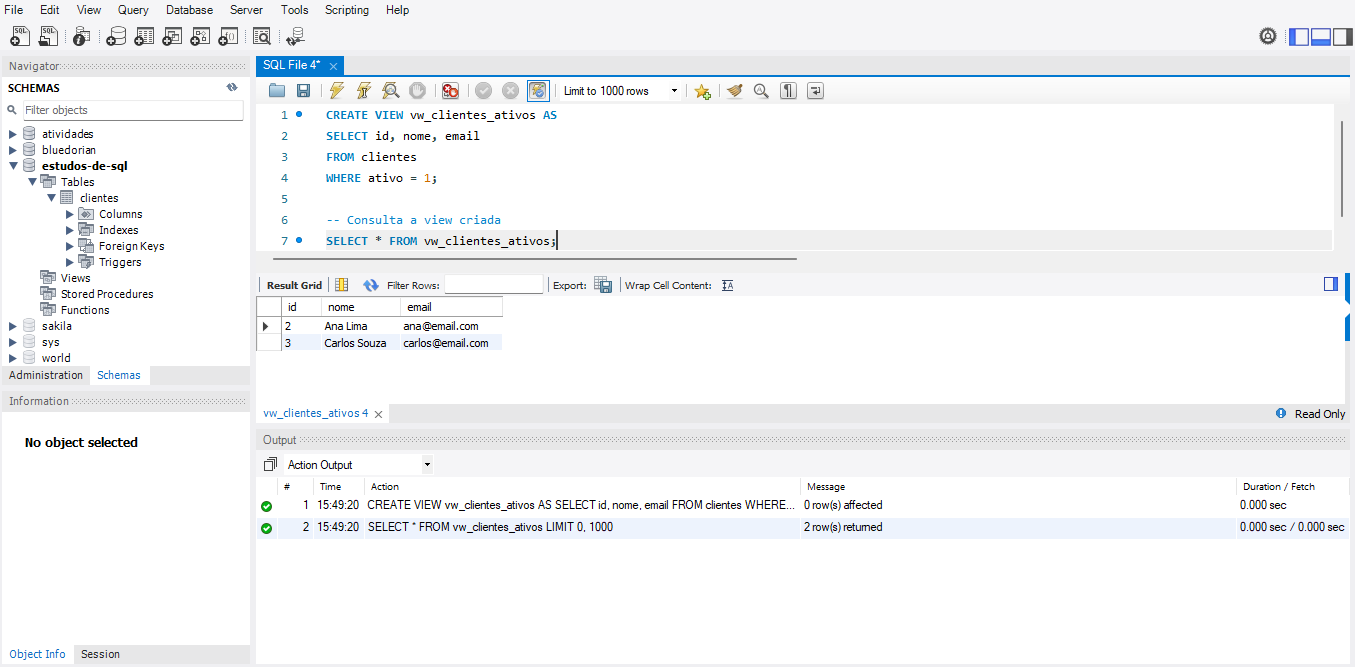 File Edit View Query Database Server Tools Scripting Help
Navigator
SCHEMAS
Filter objects
atividades
bluedorian
estudos-de-sql
Tables
clientes
Columns
Indexes
Foreign Keys
Triggers
Views
Stored Procedures
Functions
sakila
sys
world
Administration Schemas
Information
No object selected
Object Info Session
SQL File 4*
Limit to 1000 rows
1 CREATE VIEW vw_clientes_ativos AS
2 SELECT id, nome, email
3 FROM clientes
4 WHERE ativo = 1;
5
6 -- Consulta a view criada
7 SELECT * FROM vw_clientes_ativos;
Result Grid Filter Rows: Export: Wrap Cell Content:
id nome email
2 Ana Lima ana@email.com
3 Carlos Souza carlos@email.com
vw_clientes_ativos 4 Read Only
Output
Action Output
# Time Action Message Duration / Fetch
1 15:49:20 CREATE VIEW vw_clientes_ativos AS SELECT id, nome, email FROM clientes WHERE... 0 row(s) affected 0.000 sec
2 15:49:20 SELECT * FROM vw_clientes_ativos LIMIT 0, 1000 2 row(s) returned 0.000 sec / 0.000 sec